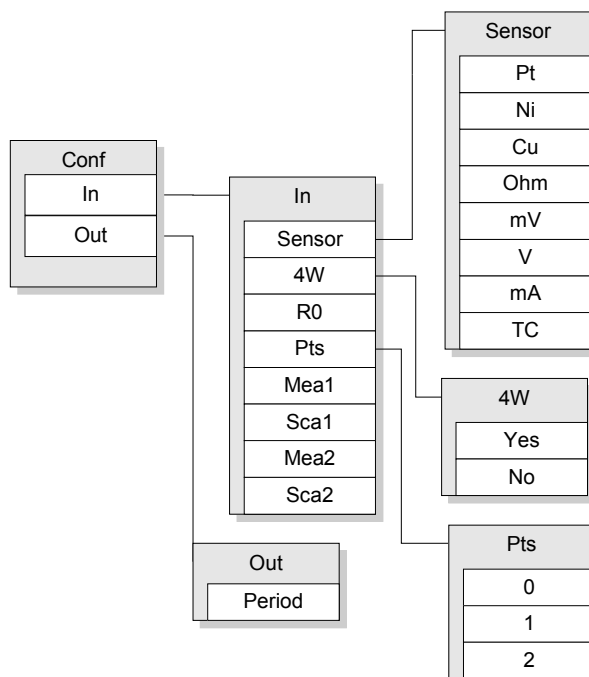 Conf
In
Out
In
Sensor
4W
R0
Pts
Mea1
Sca1
Mea2
Sca2
Out
Period
Sensor
Pt
Ni
Cu
Ohm
mV
V
mA
TC
4W
Yes
No
Pts
0
1
2